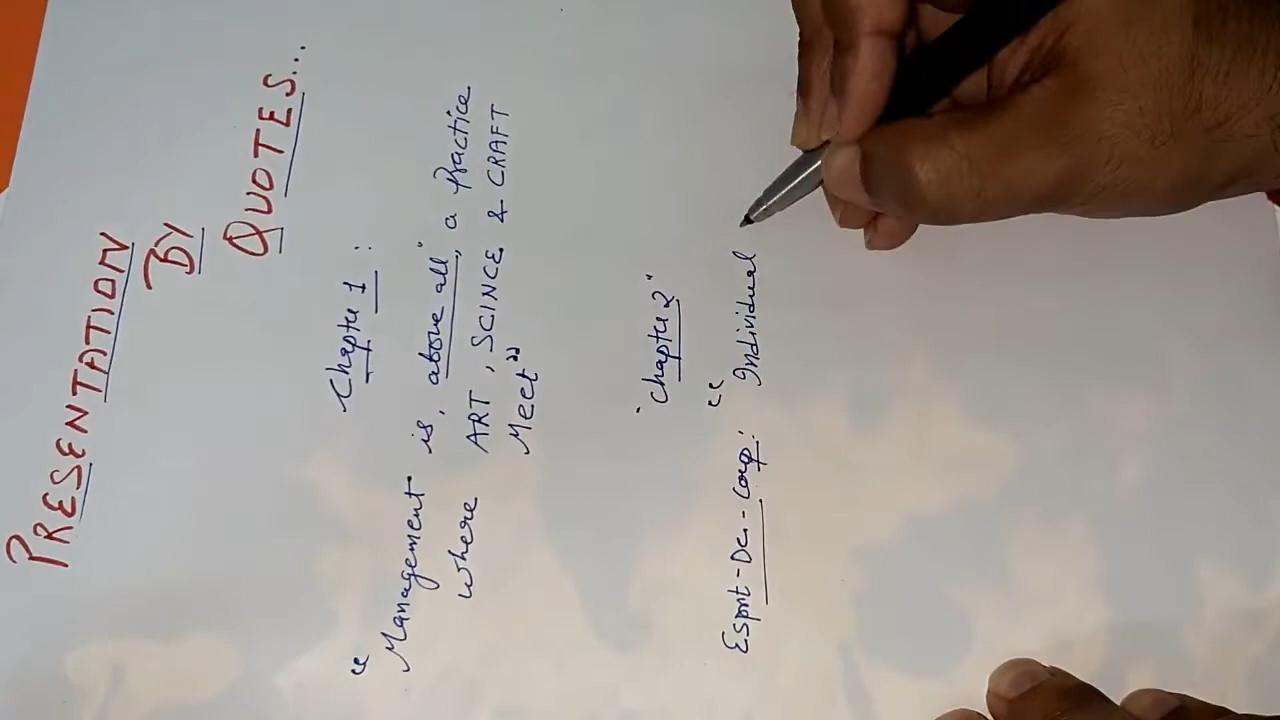 PRESENTATION
BY
QUOTES...
Chapter 1 :
“ Management is, above all", a Practice
where ART, SCINCE & CRAFT
Meet”
"Chapter 2"
Esprit-De-Corp: “ Individual